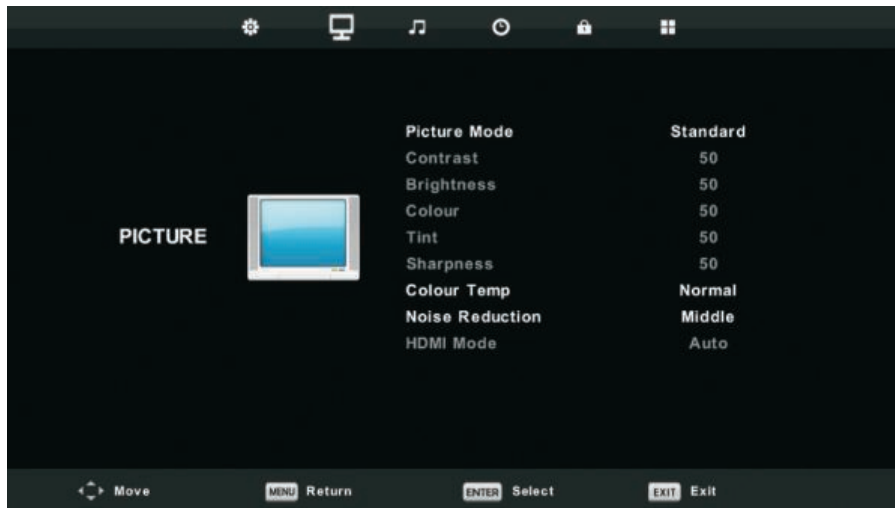 Picture Mode Standard
Contrast 50
Brightness 50
Colour 50
PICTURE
Tint 50
Sharpness 50
Colour Temp Normal
Noise Reduction Middle
HDMI Mode Auto
Move MENU Return ENTER Select EXIT Exit